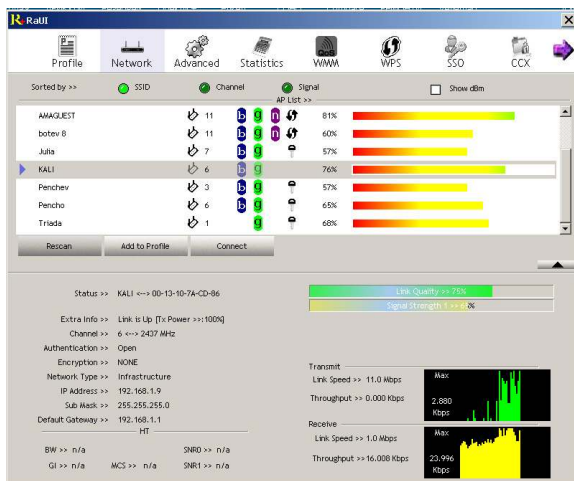 RaUI
Profile Network Advanced Statistics WMM WPS SSO CCX
QoS
Sorted by >> SSID Channel Signal Show dBm
AP List >>
AMAGUEST 11 b g n 81%
botev 8 11 b g n 60%
Julia 7 b g 57%
KALI 6 b g 76%
Penchev 3 b g 57%
Pencho 6 b g 65%
Triada 1 g 68%
Rescan Add to Profile Connect
Status >> KALI <--> 00-13-10-7A-CD-86
Extra Info >> Link is Up [Tx Power >>:100%]
Channel >> 6 <--> 2437 MHz
Authentication >> Open
Encryption >> NONE
Network Type >> Infrastructure
IP Address >> 192.168.1.9
Sub Mask >> 255.255.255.0
Default Gateway >> 192.168.1.1
HT
BW >> n/a SNR0 >> n/a
GI >> n/a MCS >> n/a SNR1 >> n/a
Link Quality >> 75%
Signal Strength 1 >>
Transmit
Link Speed >> 11.0 Mbps
Throughput >> 0.000 Kbps
Max
2.880
Kbps
Receive
Link Speed >> 1.0 Mbps
Throughput >> 16.008 Kbps
Max
23.996
Kbps